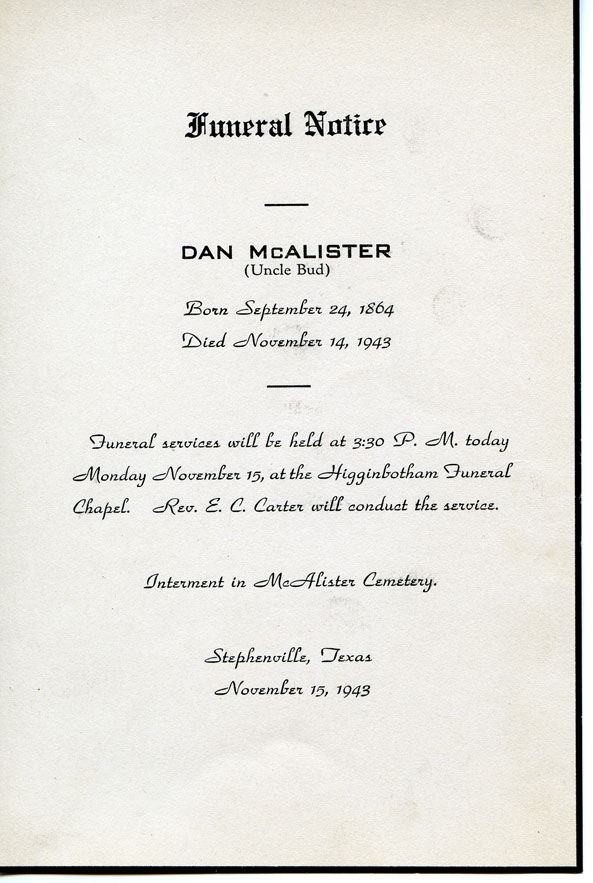 Funeral Notice
DAN McALISTER
(Uncle Bud)
Born September 24, 1864
Died November 14, 1943
Funeral services will be held at 3:30 P. M. today
Monday November 15, at the Higginbotham Funeral
Chapel. Rev. E. C. Carter will conduct the service.
Interment in McAlister Cemetery.
Stephenville, Texas
November 15, 1943